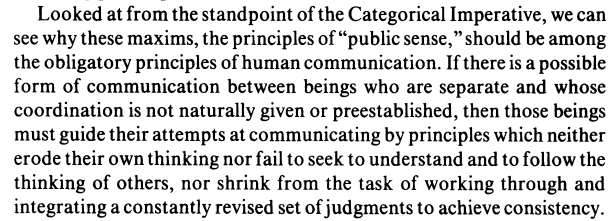 Looked at from the standpoint of the Categorical Imperative, we can
see why these maxims, the principles of “public sense,” should be among
the obligatory principles of human communication. If there is a possible
form of communication between beings who are separate and whose
coordination is not naturally given or preestablished, then those beings
must guide their attempts at communicating by principles which neither
erode their own thinking nor fail to seek to understand and to follow the
thinking of others, nor shrink from the task of working through and
integrating a constantly revised set of judgments to achieve consistency.